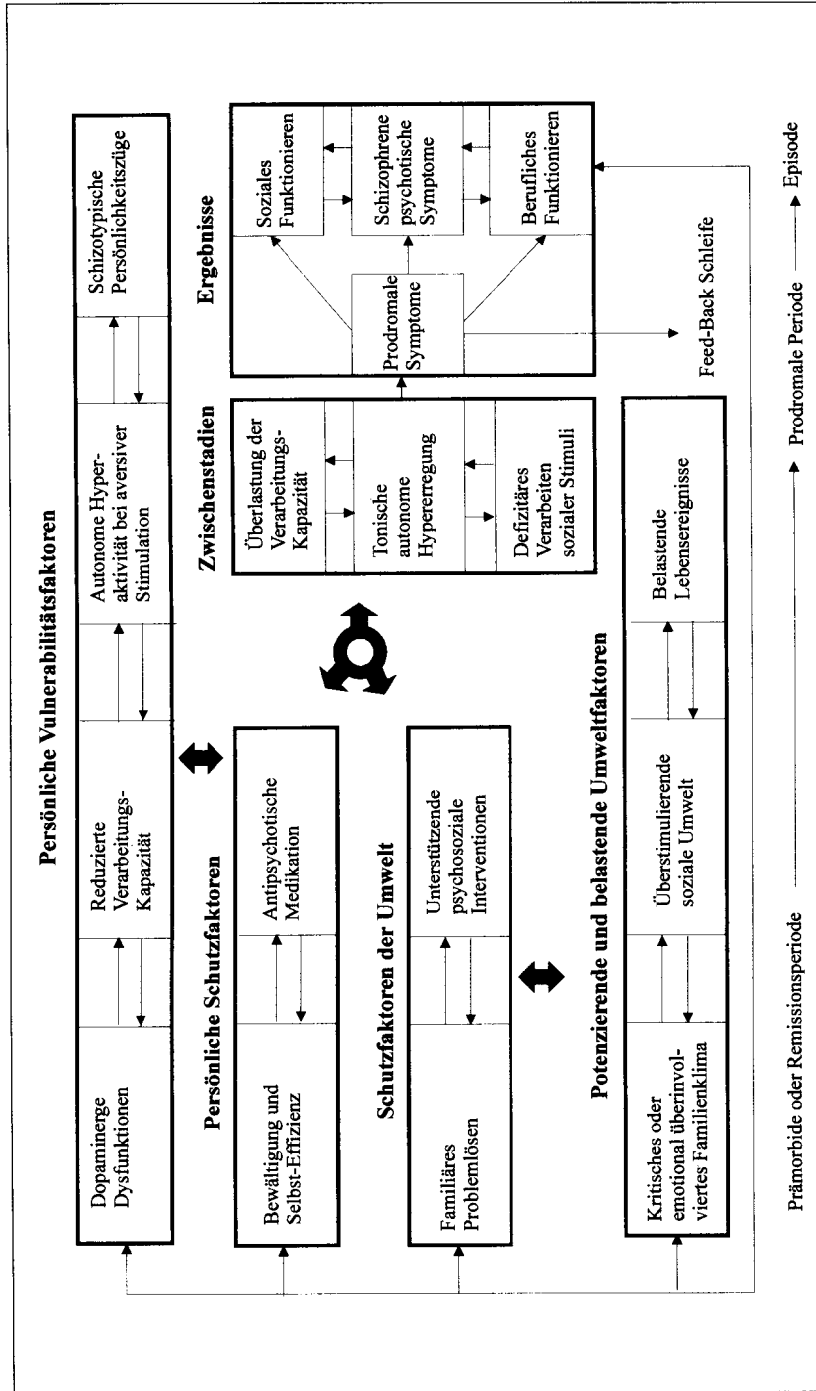 Persönliche Vulnerabilitätsfaktoren
Dopaminerge
Dysfunktionen
Reduzierte
Verarbeitungs-
Kapazität
Autonome Hyper-
aktivität bei aversiver
Stimulation
Schizotypische
Persönlichkeitszüge
Persönliche Schutzfaktoren
Bewältigung und
Selbst-Effizienz
Antipsychotische
Medikation
Schutzfaktoren der Umwelt
Familiäres
Problemlösen
Unterstützende
psychosoziale
Interventionen
Potenzierende und belastende Umweltfaktoren
Kritisches oder
emotional überinvol-
viertes Familienklima
Überstimulierende
soziale Umwelt
Belastende
Lebensereignisse
Zwischenstadien
Überlastung der
Verarbeitungs-
Kapazität
Tonische
autonome
Hypererregung
Defizitäres
Verarbeiten
sozialer Stimuli
Ergebnisse
Prodromale
Symptome
Soziales
Funktionieren
Schizophrene
psychotische
Symptome
Berufliches
Funktionieren
Feed-Back Schleife
Prämorbide oder Remissionsperiode
Prodromale Periode
Episode